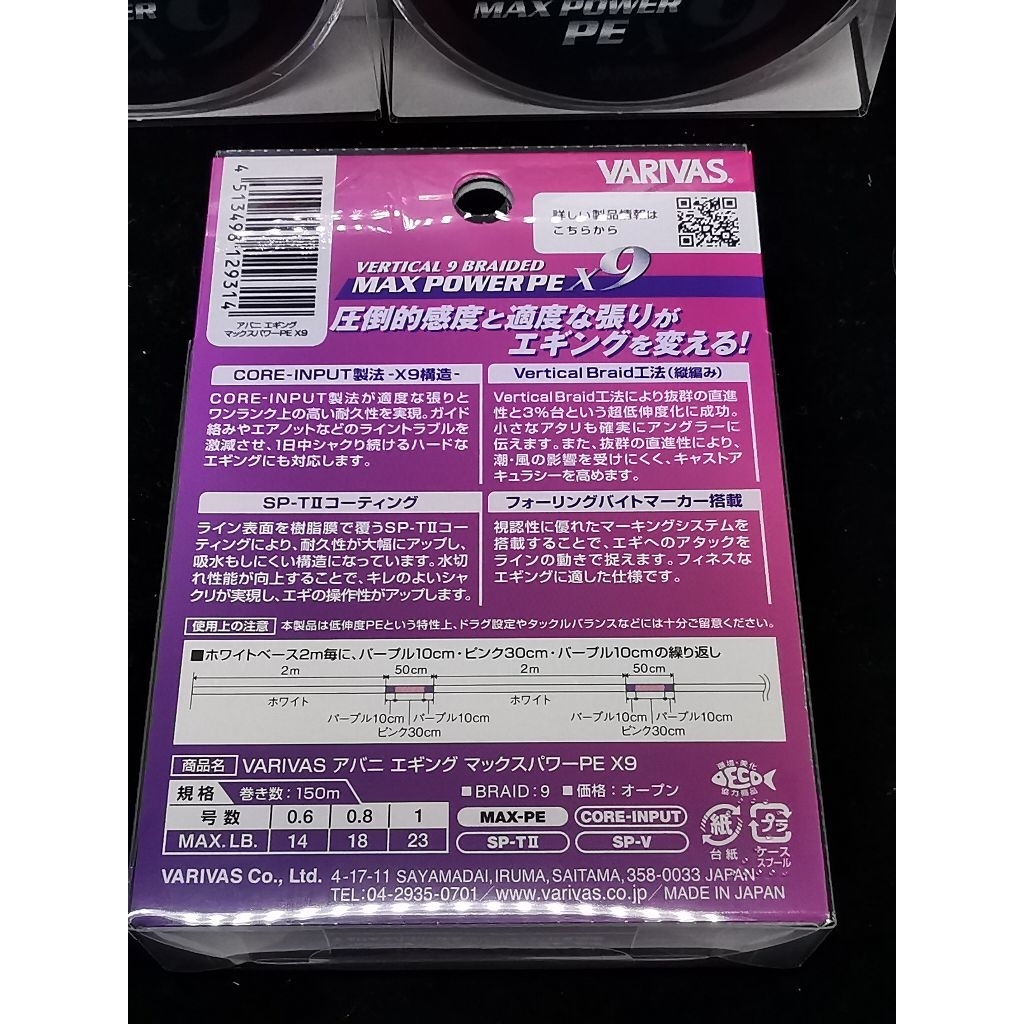 MAX POWER
PE X9
X9
VARIVAS®
4513498129314
アバニ エギング
マックスパワーPE X9
詳しい製品情報は
こちらから
VERTICAL 9 BRAIDED
MAX POWER PE X9
圧倒的感度と適度な張りが
エギングを変える!
CORE-INPUT製法 -X9構造-
CORE-INPUT製法が適度な張りと
ワンランク上の高い耐久性を実現。ガイド
絡みやエアノットなどのライントラブルを
激減させ、1日中シャクり続けるハードな
エギングにも対応します。
Vertical Braid工法(縦編み)
Vertical Braid工法により抜群の直進
性と3%台という超低伸度化に成功。
小さなアタリも確実にアングラーに
伝えます。また、抜群の直進性により、
潮・風の影響を受けにくく、キャストア
キュラシーを高めます。
SP-TⅡコーティング
ライン表面を樹脂膜で覆うSP-TⅡコー
ティングにより、耐久性が大幅にアップし、
吸水もしにくい構造になっています。水切
れ性能が向上することで、キレのよいシャ
クリが実現し、エギの操作性がアップします。
フォーリングバイトマーカー搭載
視認性に優れたマーキングシステムを
搭載することで、エギへのアタックを
ラインの動きで捉えます。フィネスな
エギングに適した仕様です。
使用上の注意 本製品は低伸度PEという特性上、ドラグ設定やタックルバランスなどには十分ご留意ください。
■ホワイトベース2m毎に、パープル10cm・ピンク30cm・パープル10cmの繰り返し
2m 50cm 2m 50cm
ホワイト ホワイト
パープル10cm パープル10cm パープル10cm パープル10cm
ピンク30cm ピンク30cm
商品名 VARIVAS アバニ エギング マックスパワーPE X9
規格 巻き数:150m ■BRAID:9 ■価格:オープン
号数 0.6 0.8 1
MAX.LB. 14 18 23
MAX-PE CORE-INPUT
SP-TⅡ SP-V
環境・美化
ECO
協力商品
紙 プラ
台紙 ケース
スプール
VARIVAS Co., Ltd. 4-17-11 SAYAMADAI, IRUMA, SAITAMA, 358-0033 JAPAN
TEL:04-2935-0701/www.varivas.co.jp/MADE IN JAPAN